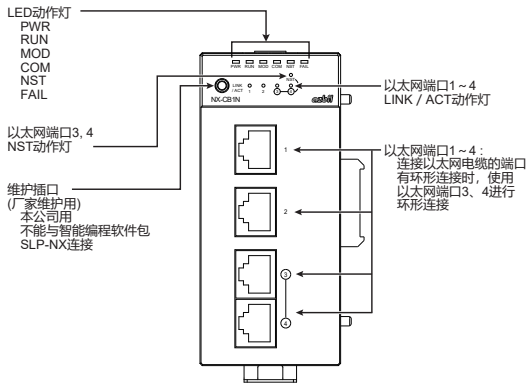 LED动作灯
PWR
RUN
MOD
COM
NST
FAIL
以太网端口3, 4
NST动作灯
维护插口
(厂家维护用)
本公司用
不能与智能编程软件包
SLP-NX连接
PWR RUN MOD COM NST FAIL
NST
LINK
/ ACT 1 2 3 4
NX-CB1N
azbil
1
2
3
4
以太网端口1~4
LINK / ACT动作灯
以太网端口1~4 :
连接以太网电缆的端口
有环形连接时，使用
以太网端口3、4进行
环形连接